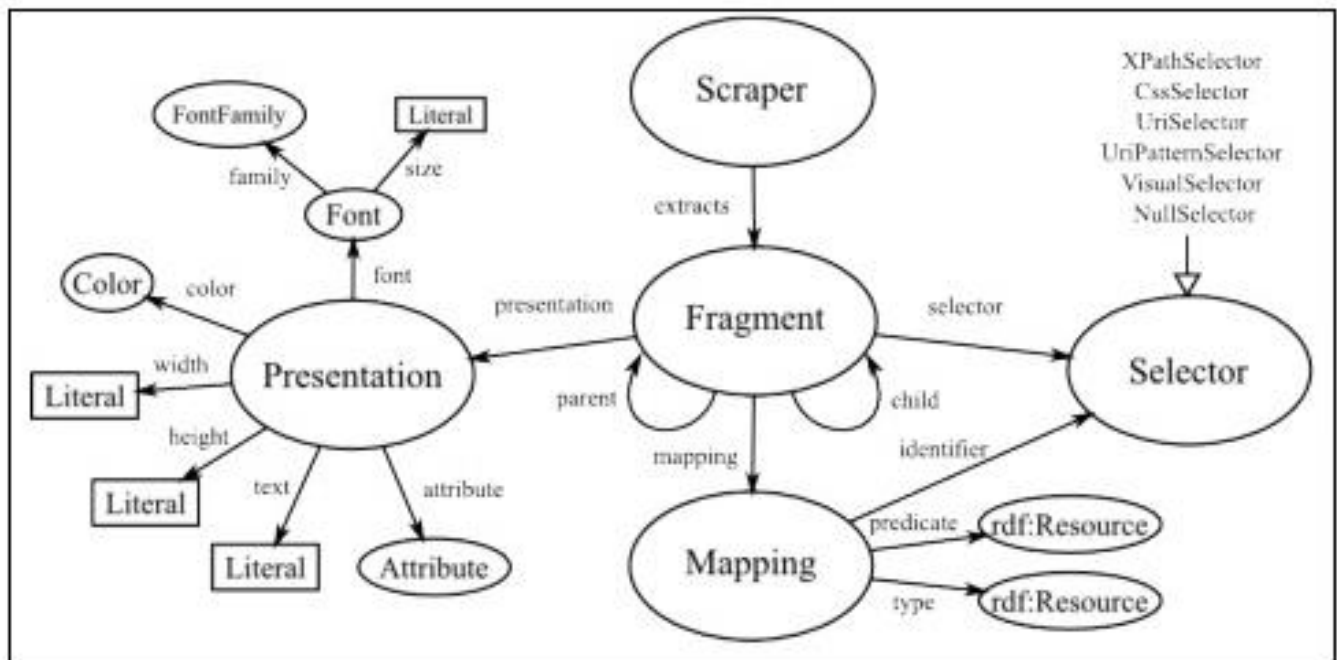 Scraper
XPathSelector
CssSelector
UriSelector
UriPatternSelector
VisualSelector
NullSelector
FontFamily
Literal
family
size
Font
extracts
Color
color
font
presentation
Fragment
selector
width
Literal
Presentation
Selector
parent
child
height
Literal
text
attribute
mapping
identifier
Literal
Attribute
Mapping
predicate
rdf:Resource
type
rdf:Resource